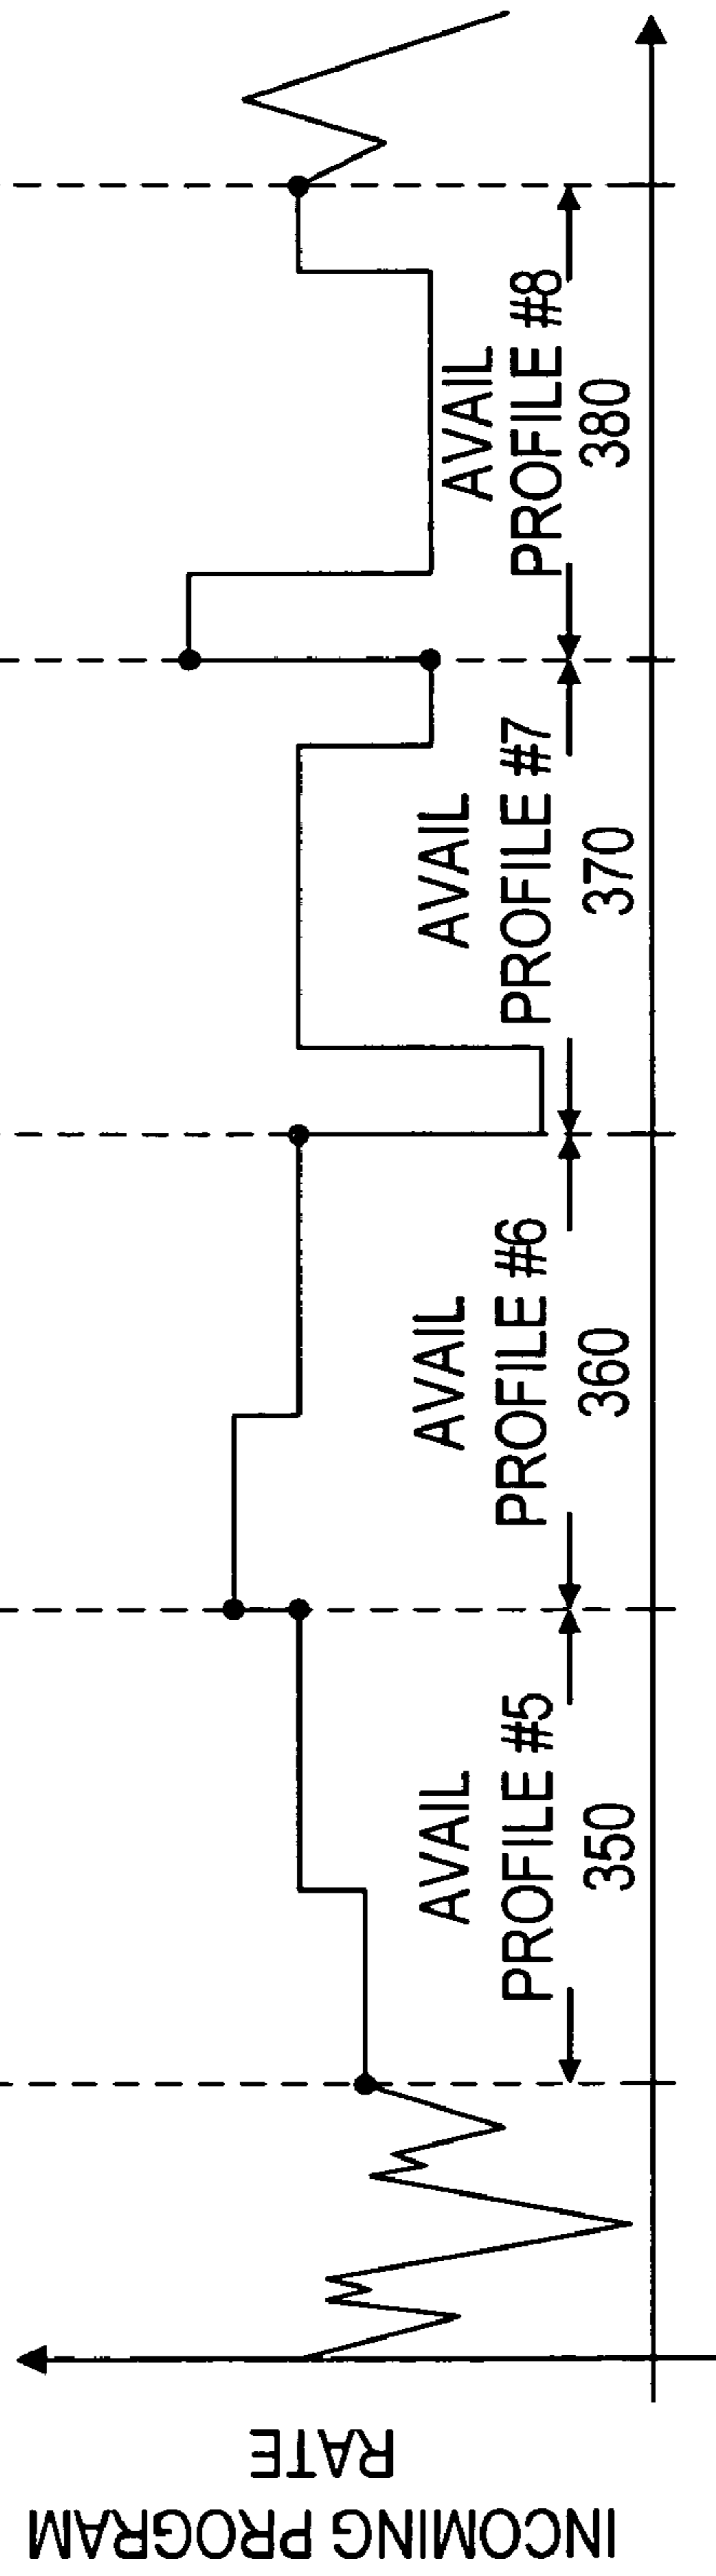 INCOMING PROGRAM
RATE
AVAIL
PROFILE #5
350
AVAIL
PROFILE #6
360
AVAIL
PROFILE #7
370
AVAIL
PROFILE #8
380